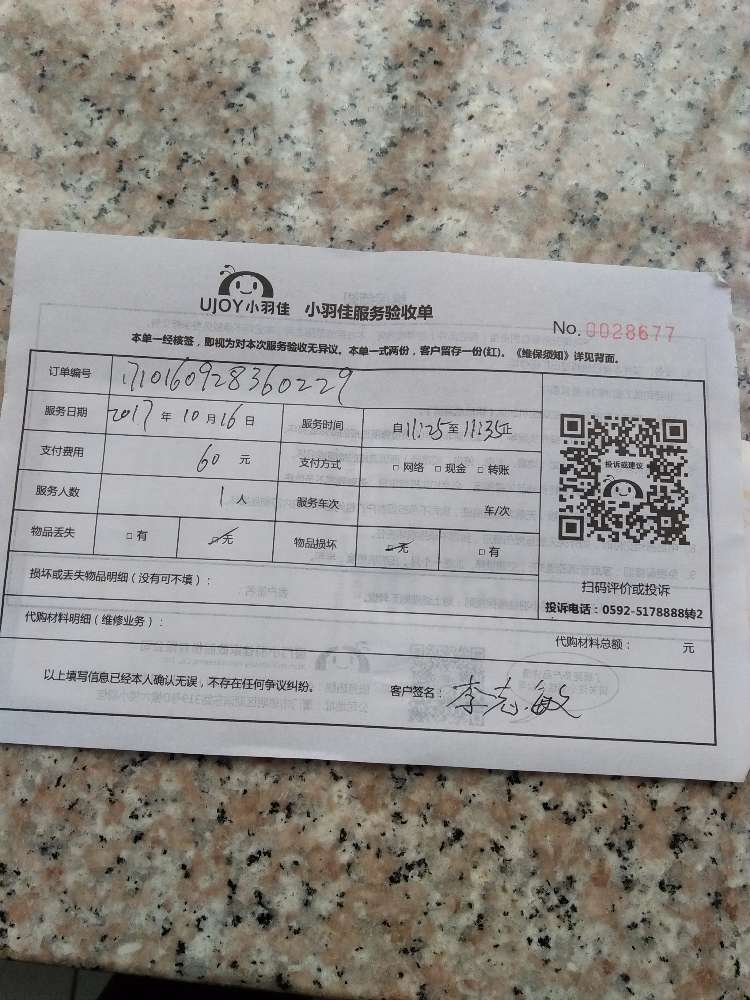 UJOY小羽佳 小羽佳服务验收单
No. 0028677
本单一经核签，即视为对本次服务验收无异议。本单一式两份，客户留存一份(红)。《维保须知》详见背面。
订单编号 1710160928360229
服务日期 2017 年 10 月 16 日 服务时间 自 11:25 至 11:35 止
支付费用 60 元 支付方式 □ 网络 □ 现金 □ 转账
投诉或建议
服务人数 1 人 服务车次 车/次
物品丢失 □ 有 □ 无 物品损坏 □ 无 □ 有
扫码评价或投诉
损坏或丢失物品明细（没有可不填）：
投诉电话：0592-5178888转2
代购材料明细（维修业务）：
代购材料总额： 元
以上填写信息已经本人确认无误，不存在任何争议纠纷。 客户签名： 李志敏